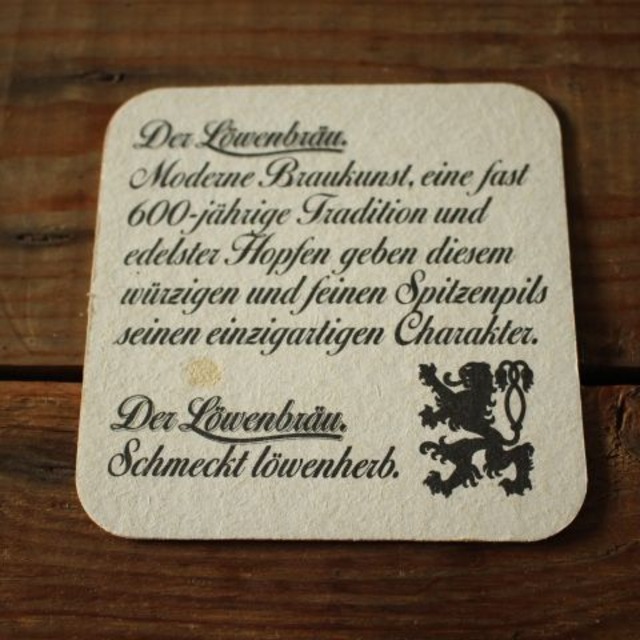 Der Löwenbräu.
Moderne Braukunst, eine fast
600-jährige Tradition und
edelster Hopfen geben diesem
würzigen und feinen Spitzenpils
seinen einzigartigen Charakter.
Der Löwenbräu.
Schmeckt löwenherb.